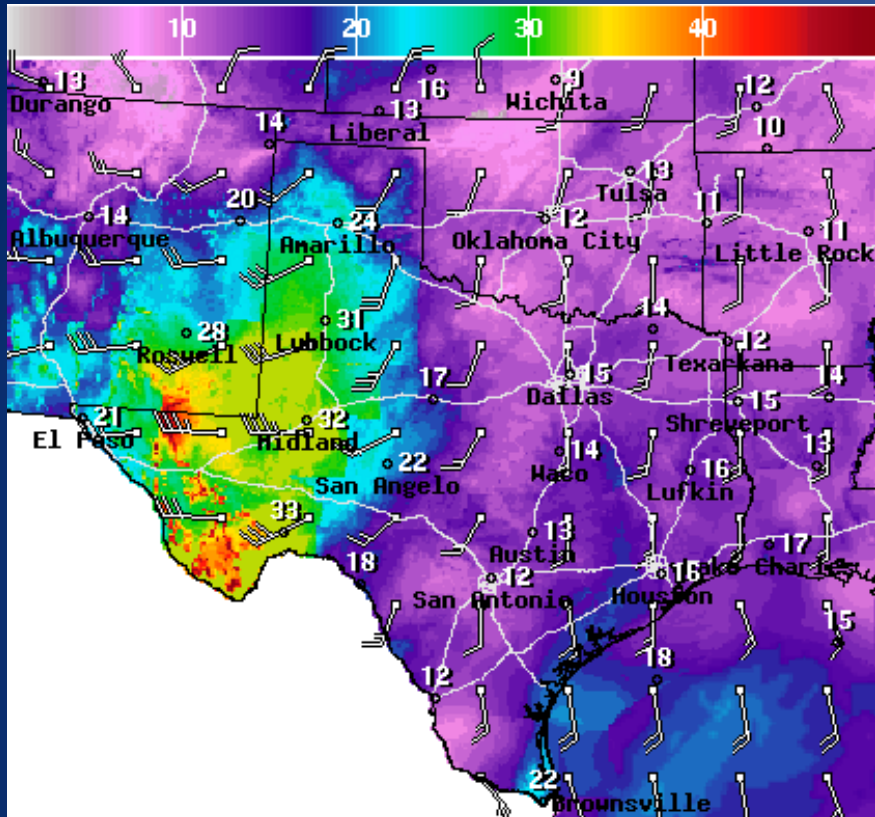 10 20 30 40
13 16 9 12
Durango Wichita
13
Liberal
14 10
13
Tulsa
14 20 24 12 11 11
Albuquerque Amarillo Oklahoma City Little Rock
28 31 14
Roswell Lubbock 12
Texarkana
15
Dallas
21 32 17 15 14
El Paso Midland Shreveport
22 14 16 13
San Angelo Waco Lufkin
33 13 17
Austin
18 12 16 Lake Charles
San Antonio Houston
15
12 18
22
Brownsville